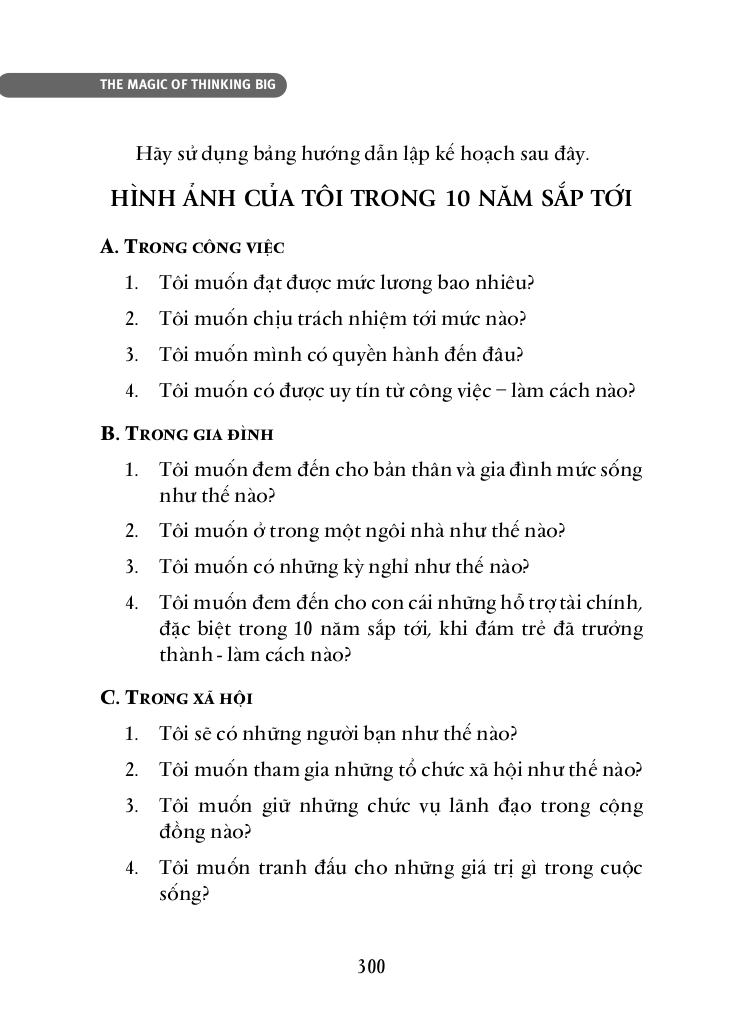 THE MAGIC OF THINKING BIG
Hãy sử dụng bảng hướng dẫn lập kế hoạch sau đây.
HÌNH ẢNH CỦA TÔI TRONG 10 NĂM SẮP TỚI
A. TRONG CÔNG VIỆC
1. Tôi muốn đạt được mức lương bao nhiêu?
2. Tôi muốn chịu trách nhiệm tới mức nào?
3. Tôi muốn mình có quyền hành đến đâu?
4. Tôi muốn có được uy tín từ công việc – làm cách nào?
B. TRONG GIA ĐÌNH
1. Tôi muốn đem đến cho bản thân và gia đình mức sống
như thế nào?
2. Tôi muốn ở trong một ngôi nhà như thế nào?
3. Tôi muốn có những kỳ nghỉ như thế nào?
4. Tôi muốn đem đến cho con cái những hỗ trợ tài chính,
đặc biệt trong 10 năm sắp tới, khi đám trẻ đã trưởng
thành - làm cách nào?
C. TRONG XÃ HỘI
1. Tôi sẽ có những người bạn như thế nào?
2. Tôi muốn tham gia những tổ chức xã hội như thế nào?
3. Tôi muốn giữ những chức vụ lãnh đạo trong cộng
đồng nào?
4. Tôi muốn tranh đấu cho những giá trị gì trong cuộc
sống?
300